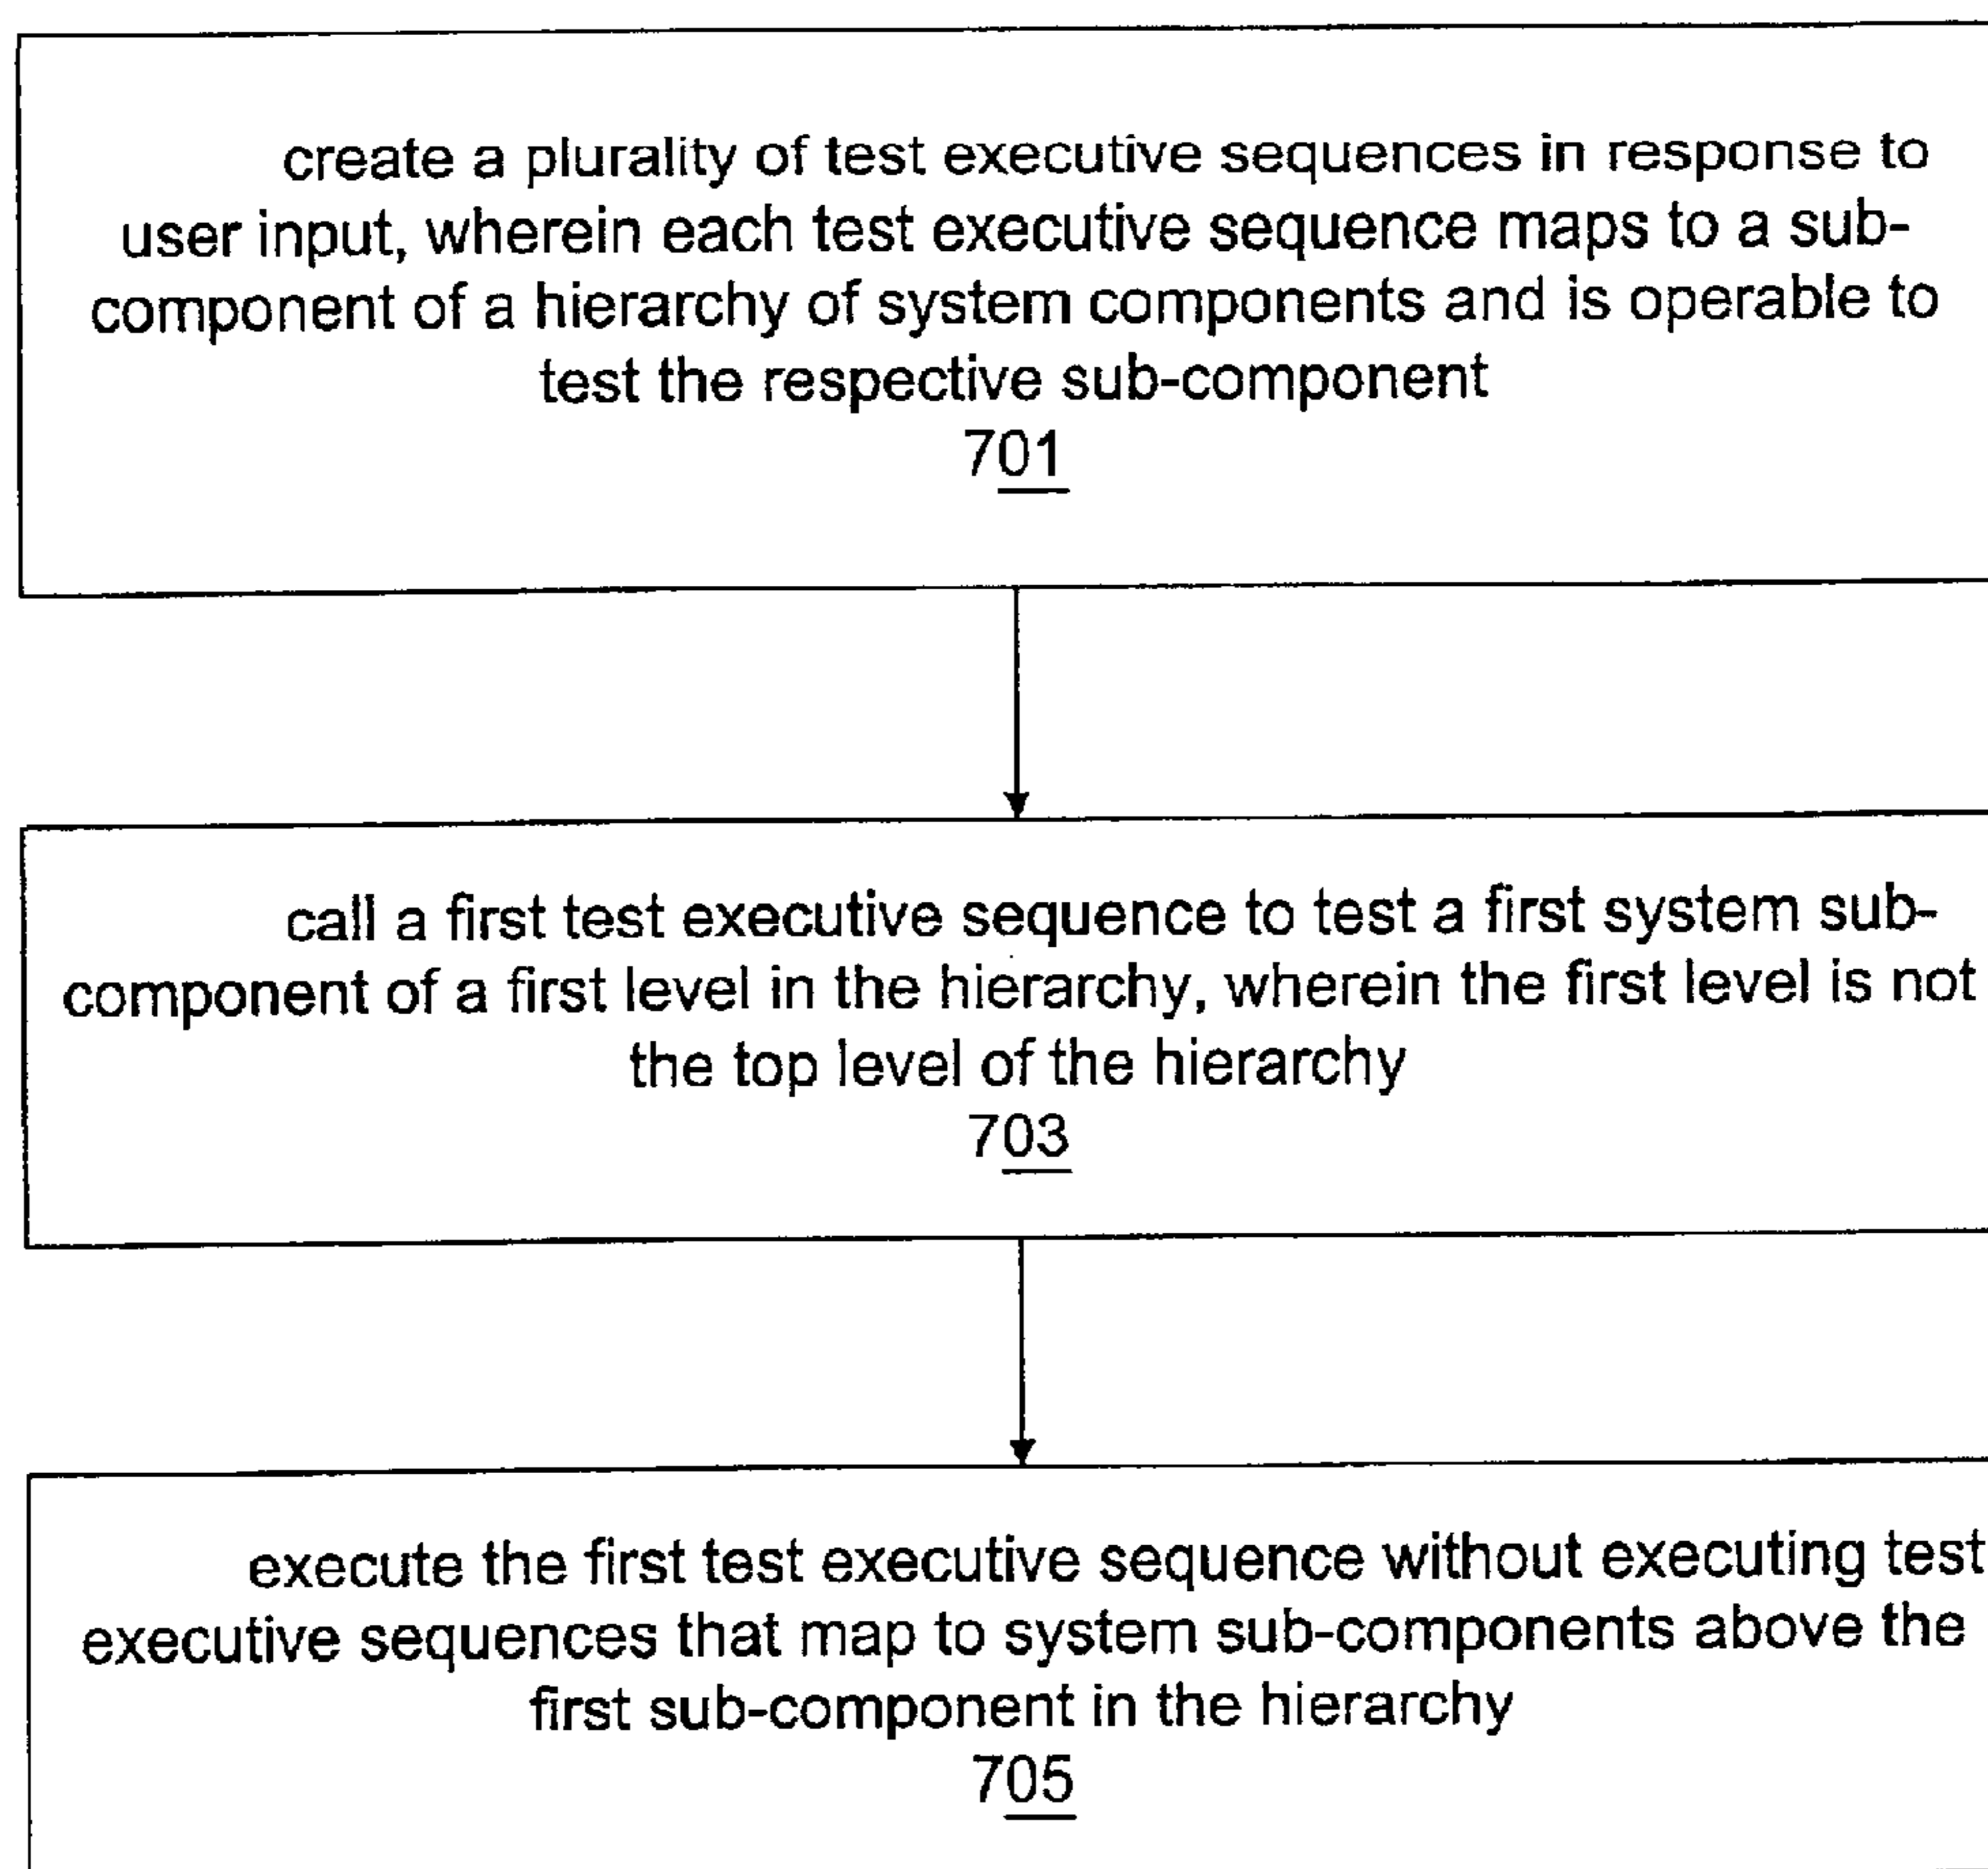 create a plurality of test executive sequences in response to
user input, wherein each test executive sequence maps to a sub-
component of a hierarchy of system components and is operable to
test the respective sub-component
701
call a first test executive sequence to test a first system sub-
component of a first level in the hierarchy, wherein the first level is not
the top level of the hierarchy
703
execute the first test executive sequence without executing test
executive sequences that map to system sub-components above the
first sub-component in the hierarchy
705